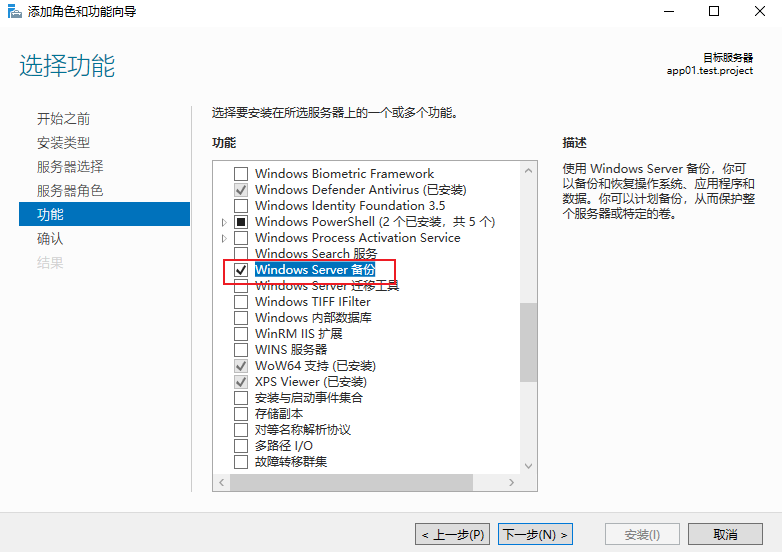 添加角色和功能向导
选择功能
目标服务器
app01.test.project
开始之前
安装类型
服务器选择
服务器角色
功能
确认
结果
选择要安装在所选服务器上的一个或多个功能。
功能
Windows Biometric Framework
Windows Defender Antivirus (已安装)
Windows Identity Foundation 3.5
Windows PowerShell (2 个已安装，共 5 个)
Windows Process Activation Service
Windows Search 服务
Windows Server 备份
Windows Server 迁移工具
Windows TIFF IFilter
Windows 内部数据库
WinRM IIS 扩展
WINS 服务器
WoW64 支持 (已安装)
XPS Viewer (已安装)
安装与启动事件集合
存储副本
对等名称解析协议
多路径 I/O
故障转移群集
描述
使用 Windows Server 备份，你可
以备份和恢复操作系统、应用程序和
数据。你可以计划备份，从而保护整
个服务器或特定的卷。
< 上一步(P)
下一步(N) >
安装(I)
取消